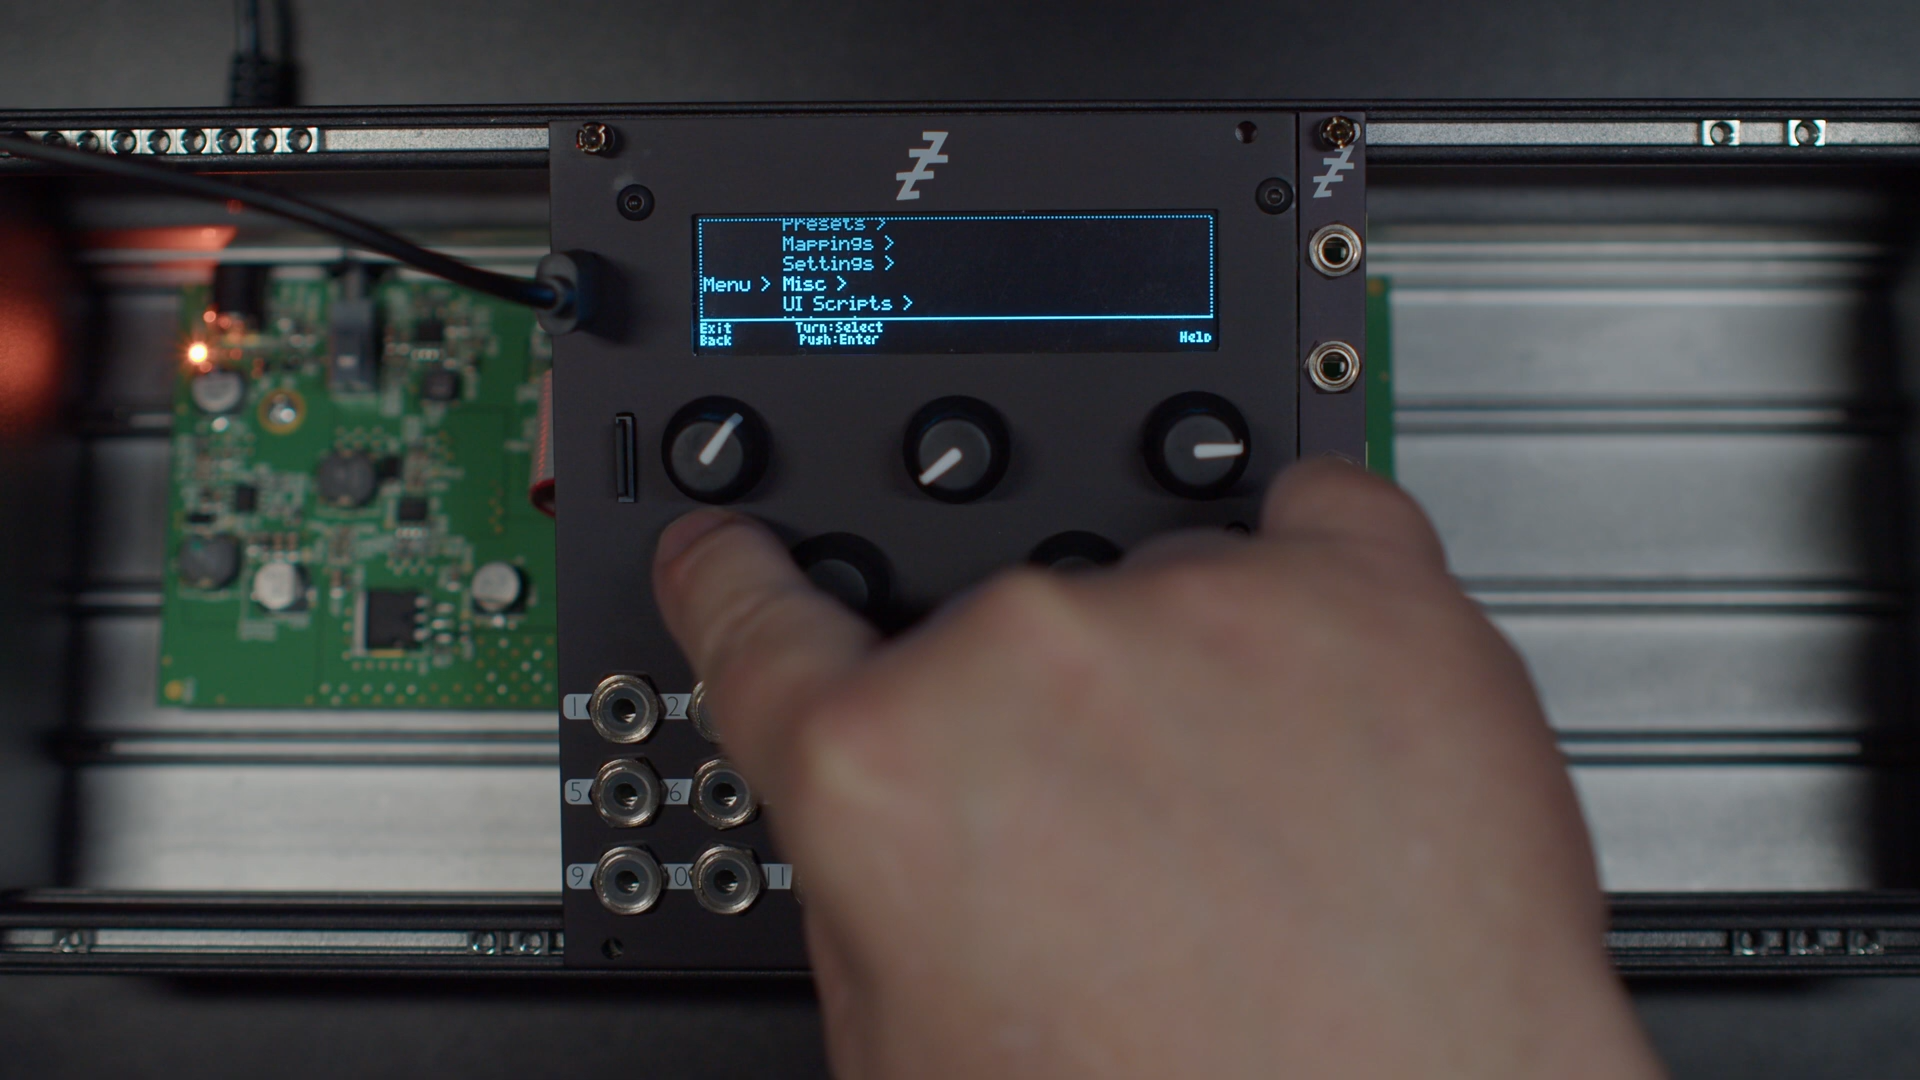 Presets >
Mappings >
Settings >
Menu > Misc >
UI Scripts >
Exit Turn:Select
Back Push:Enter Help
1 2
5 6
9 10 11